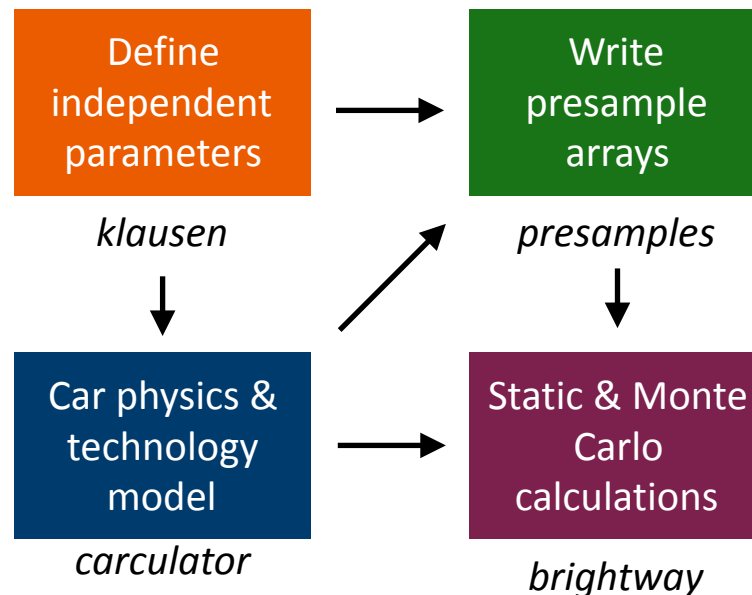 Define
independent
parameters
klausen
Write
presample
arrays
presamples
Car physics &
technology
model
carculator
Static & Monte
Carlo
calculations
brightway